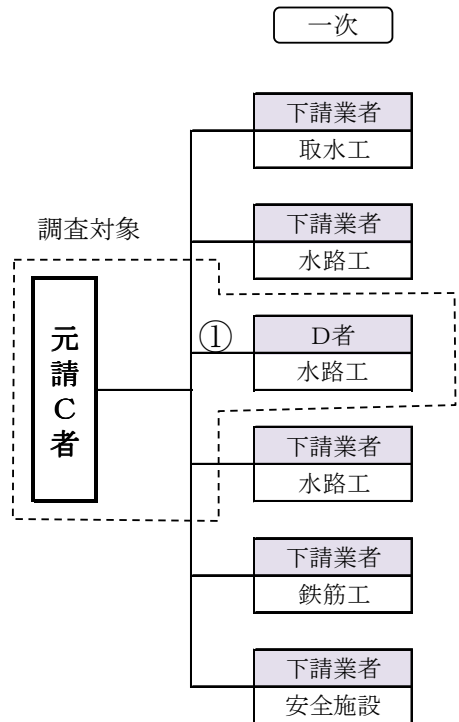 一次
下請業者
取水工
調査対象
下請業者
水路工
元請C者
①
D者
水路工
下請業者
水路工
下請業者
鉄筋工
下請業者
安全施設